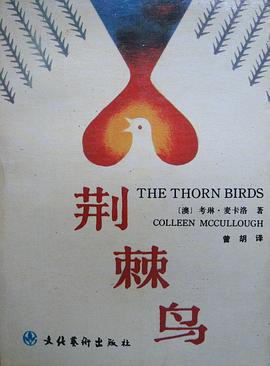 THE THORN BIRDS
〔澳〕考琳·麦卡洛 著
COLLEEN MCCULLOUGH
曾胡 译
荆
棘
鸟
文化艺术出版社